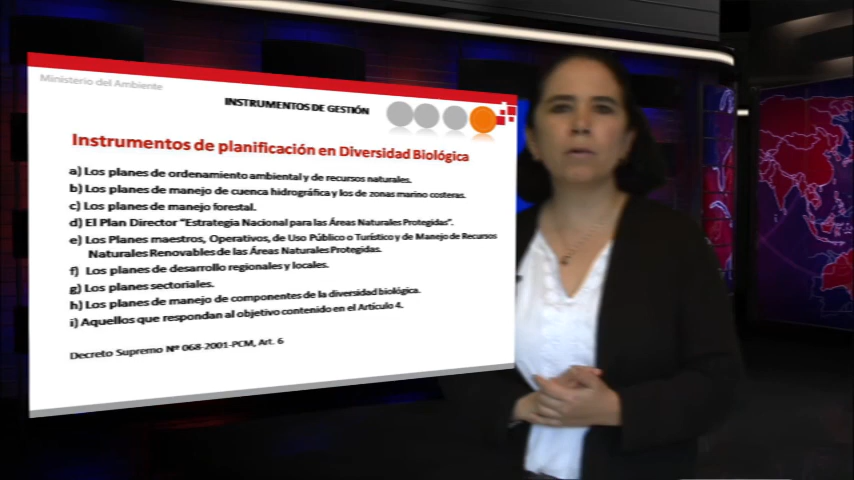 Ministerio del Ambiente
INSTRUMENTOS DE GESTIÓN
Instrumentos de planificación en Diversidad Biológica
a) Los planes de ordenamiento ambiental y de recursos naturales.
b) Los planes de manejo de cuenca hidrográfica y los de zonas marino costeras.
c) Los planes de manejo forestal.
d) El Plan Director "Estrategia Nacional para las Áreas Naturales Protegidas".
e) Los Planes maestros, Operativos, de Uso Público o Turístico y de Manejo de Recursos
Naturales Renovables de las Áreas Naturales Protegidas.
f) Los planes de desarrollo regionales y locales.
g) Los planes sectoriales.
h) Los planes de manejo de componentes de la diversidad biológica.
i) Aquellos que respondan al objetivo contenido en el Artículo 4.
Decreto Supremo Nº 068-2001-PCM, Art. 6